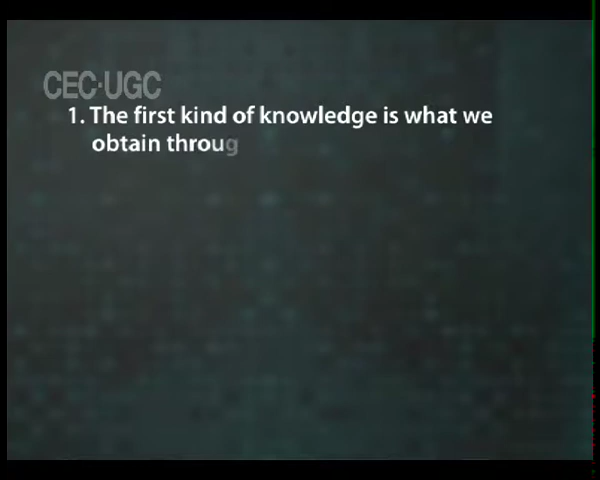 CEC-UGC
1. The first kind of knowledge is what we
obtain throug